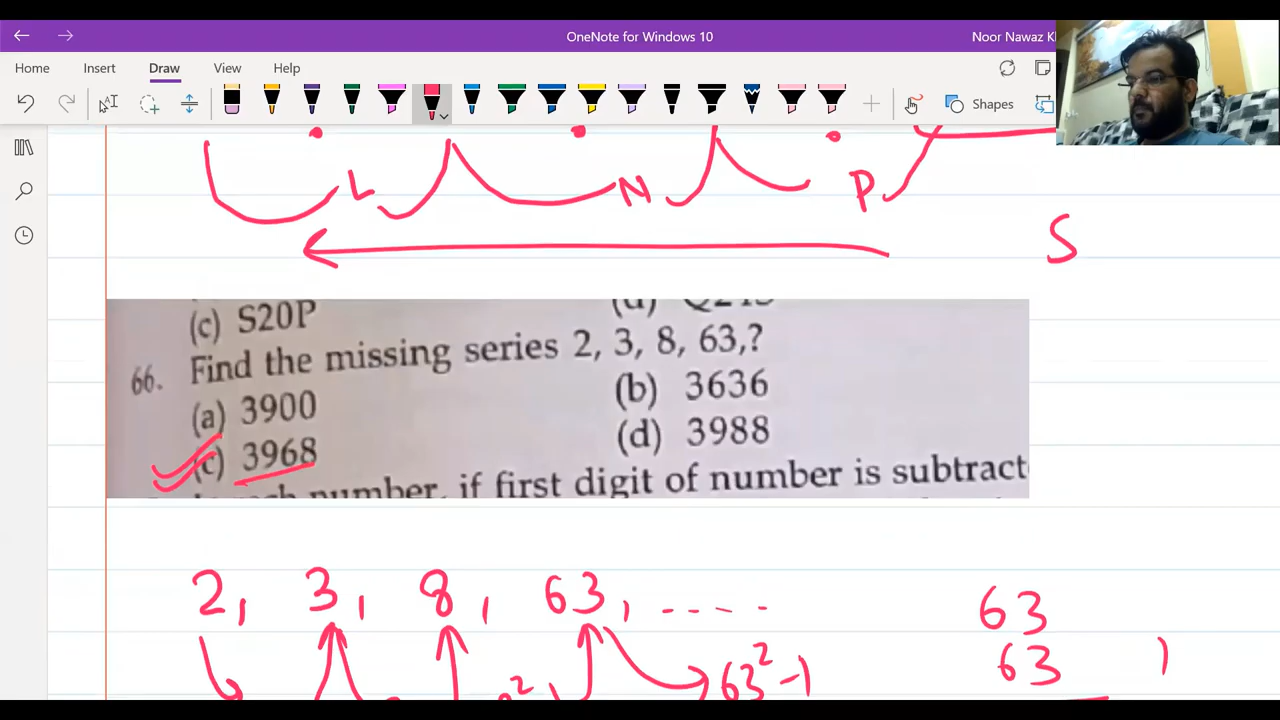 OneNote for Windows 10
Noor Nawaz
Home Insert Draw View Help
Shapes
L N P
S
(c) S20P
66. Find the missing series 2, 3, 8, 63,?
(a) 3900 (b) 3636
(c) 3968 (d) 3988
number, if first digit of number is subtract
2, 3, 8, 63, ....
63
63² -1
63 1